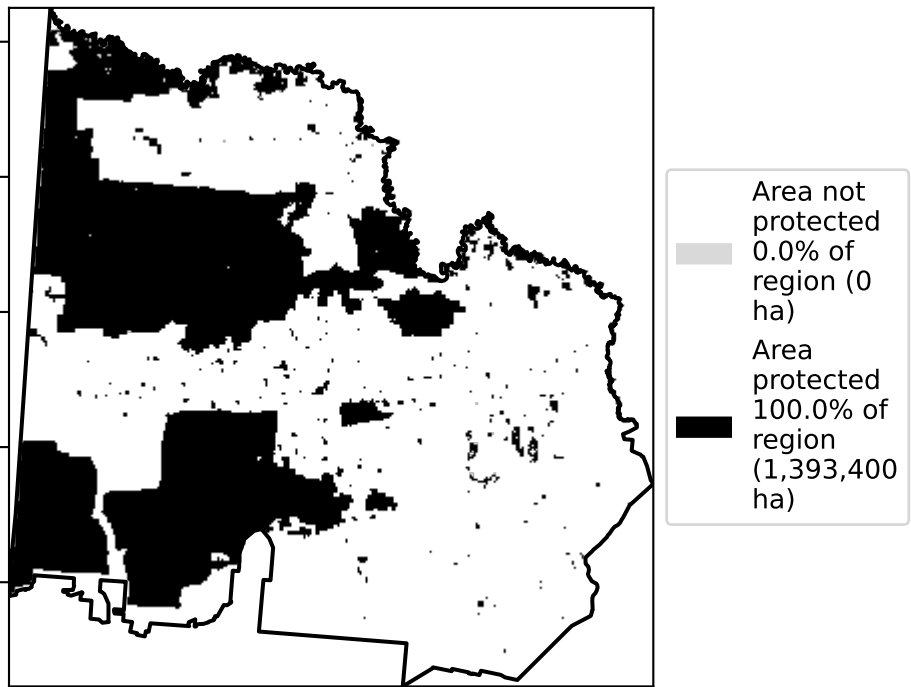 Area not
protected
0.0% of
region (0
ha)
Area
protected
100.0% of
region
(1,393,400
ha)